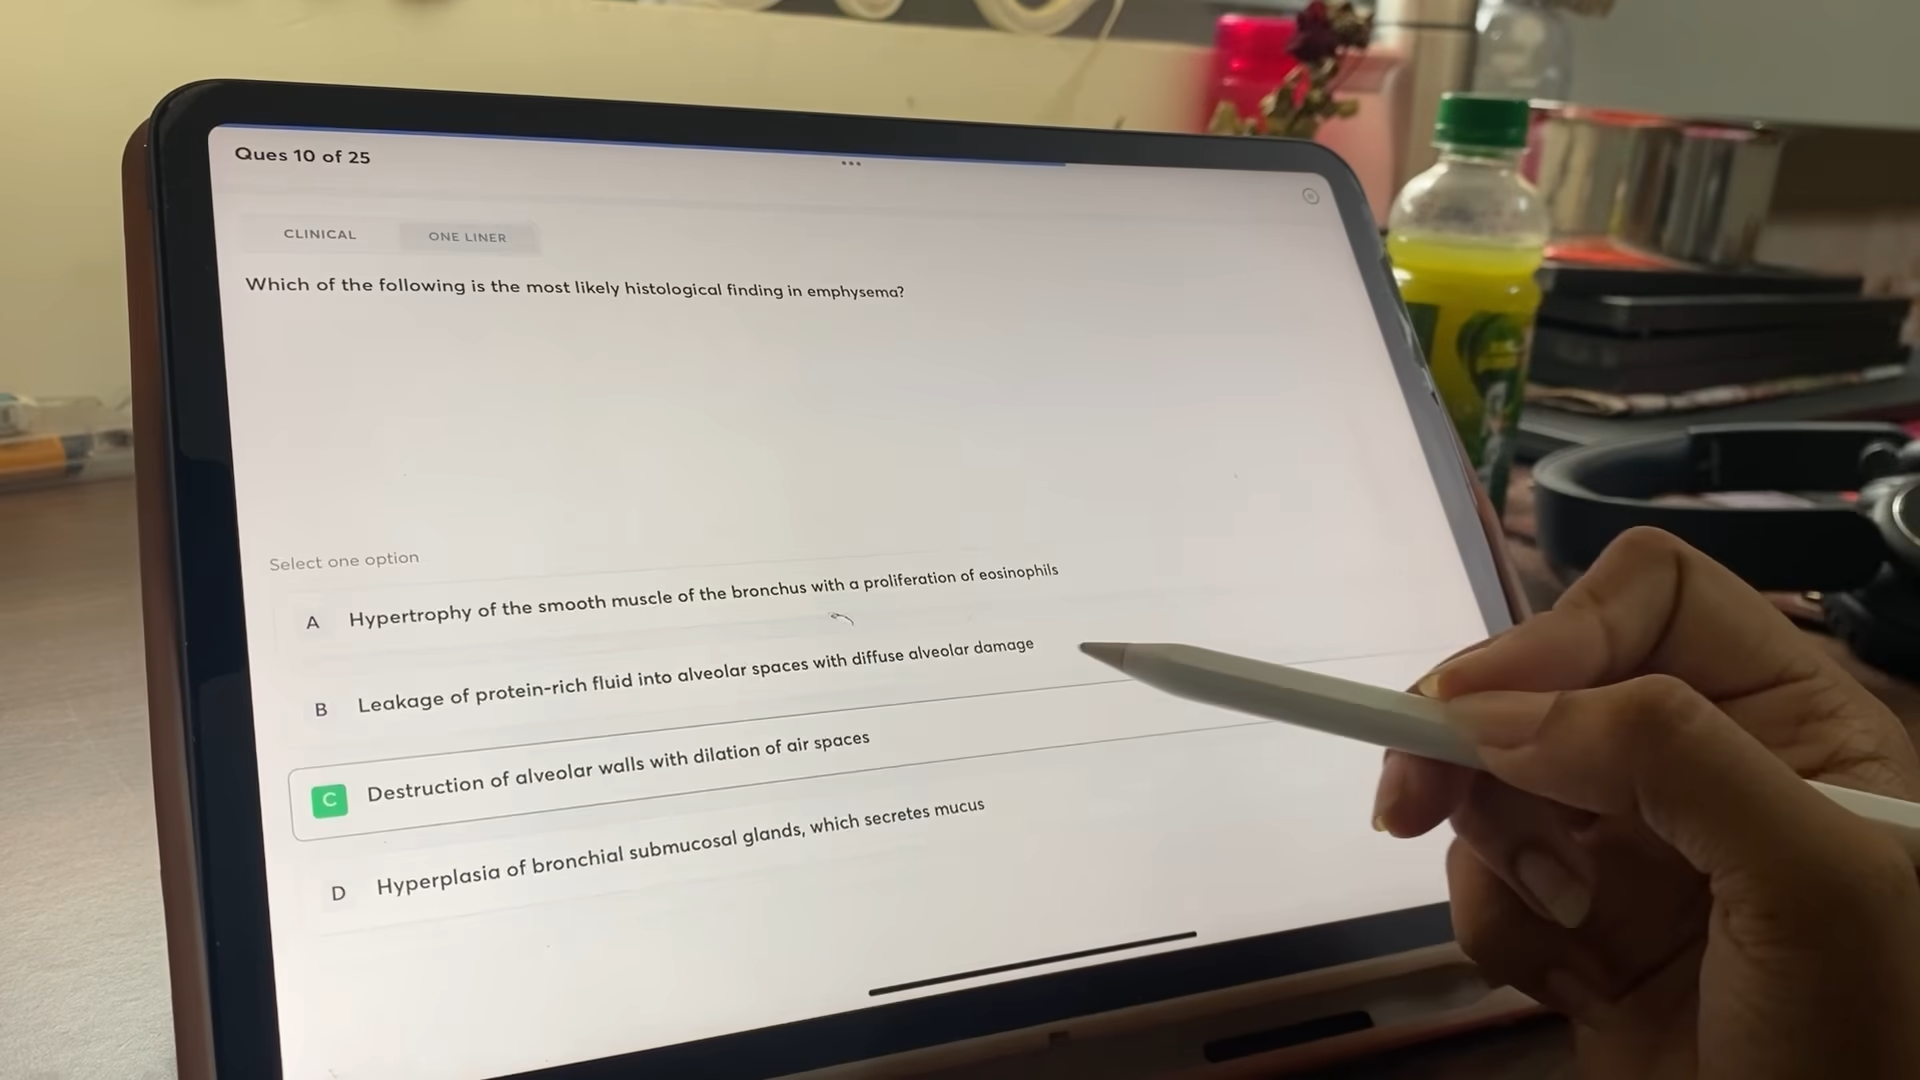 Ques 10 of 25
CLINICAL
ONE LINER
Which of the following is the most likely histological finding in emphysema?
Select one option
A Hypertrophy of the smooth muscle of the bronchus with a proliferation of eosinophils
B Leakage of protein-rich fluid into alveolar spaces with diffuse alveolar damage
C Destruction of alveolar walls with dilation of air spaces
D Hyperplasia of bronchial submucosal glands, which secretes mucus